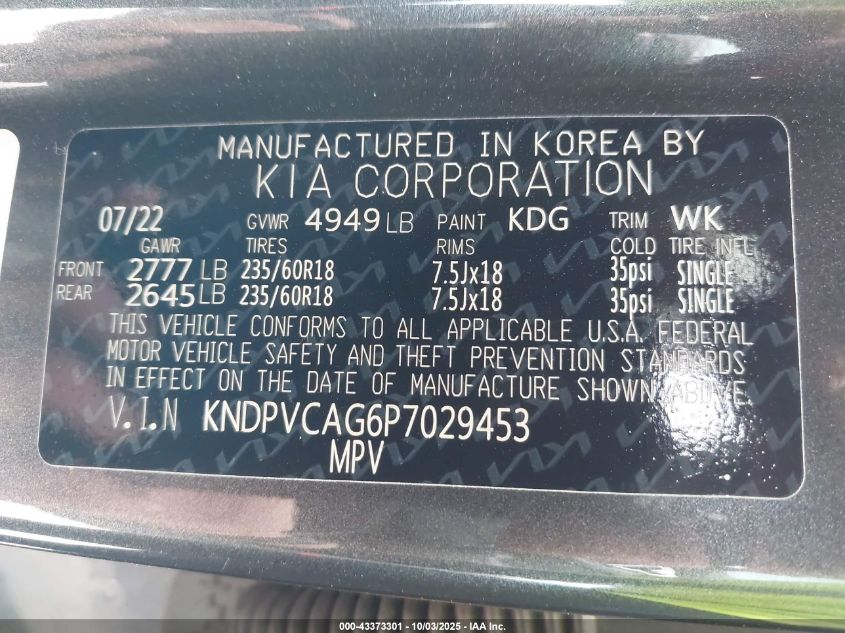 MANUFACTURED IN KOREA BY
KIA CORPORATION
07/22 GVWR 4949 LB PAINT KDG TRIM WK
GAWR TIRES RIMS COLD TIRE INFL
FRONT 2777 LB 235/60R18 7.5Jx18 35psi SINGLE
REAR 2645 LB 235/60R18 7.5Jx18 35psi SINGLE
THIS VEHICLE CONFORMS TO ALL APPLICABLE U.S.A. FEDERAL
MOTOR VEHICLE SAFETY AND THEFT PREVENTION STANDARDS
IN EFFECT ON THE DATE OF MANUFACTURE SHOWN ABOVE.
V.I.N KNDPVCAG6P7029453
MPV
000-43373301 - 10/03/2025 - IAA Inc.